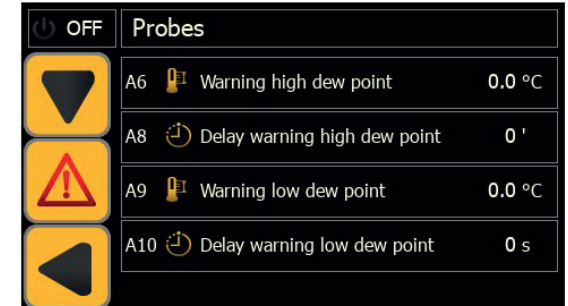 OFF Probes
A6 Warning high dew point 0.0 °C
A8 Delay warning high dew point 0 '
A9 Warning low dew point 0.0 °C
A10 Delay warning low dew point 0 s